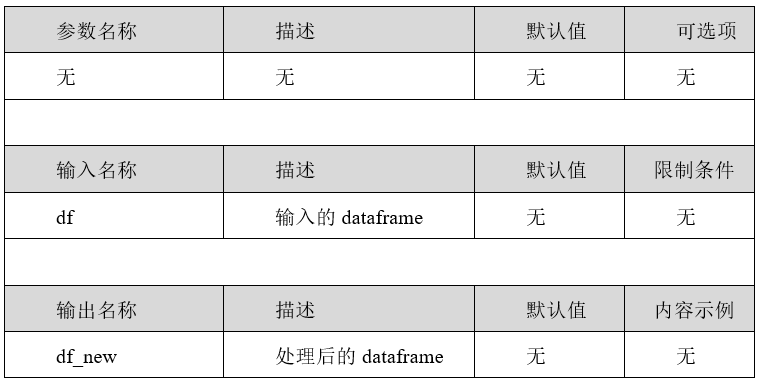 参数名称 描述 默认值 可选项
无 无 无 无
输入名称 描述 默认值 限制条件
df 输入的 dataframe 无 无
输出名称 描述 默认值 内容示例
df_new 处理后的 dataframe 无 无